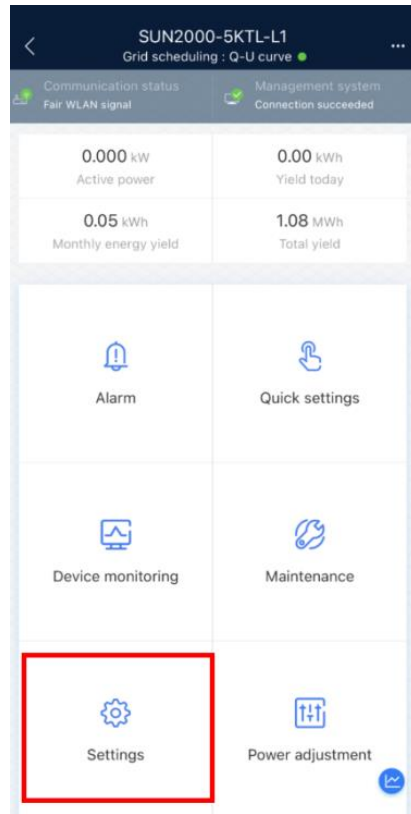 SUN2000-5KTL-L1
Grid scheduling : Q-U curve
Communication status
Fair WLAN signal
Management system
Connection succeeded
0.000 kW
Active power
0.00 kWh
Yield today
0.05 kWh
Monthly energy yield
1.08 MWh
Total yield
Alarm
Quick settings
Device monitoring
Maintenance
Settings
Power adjustment